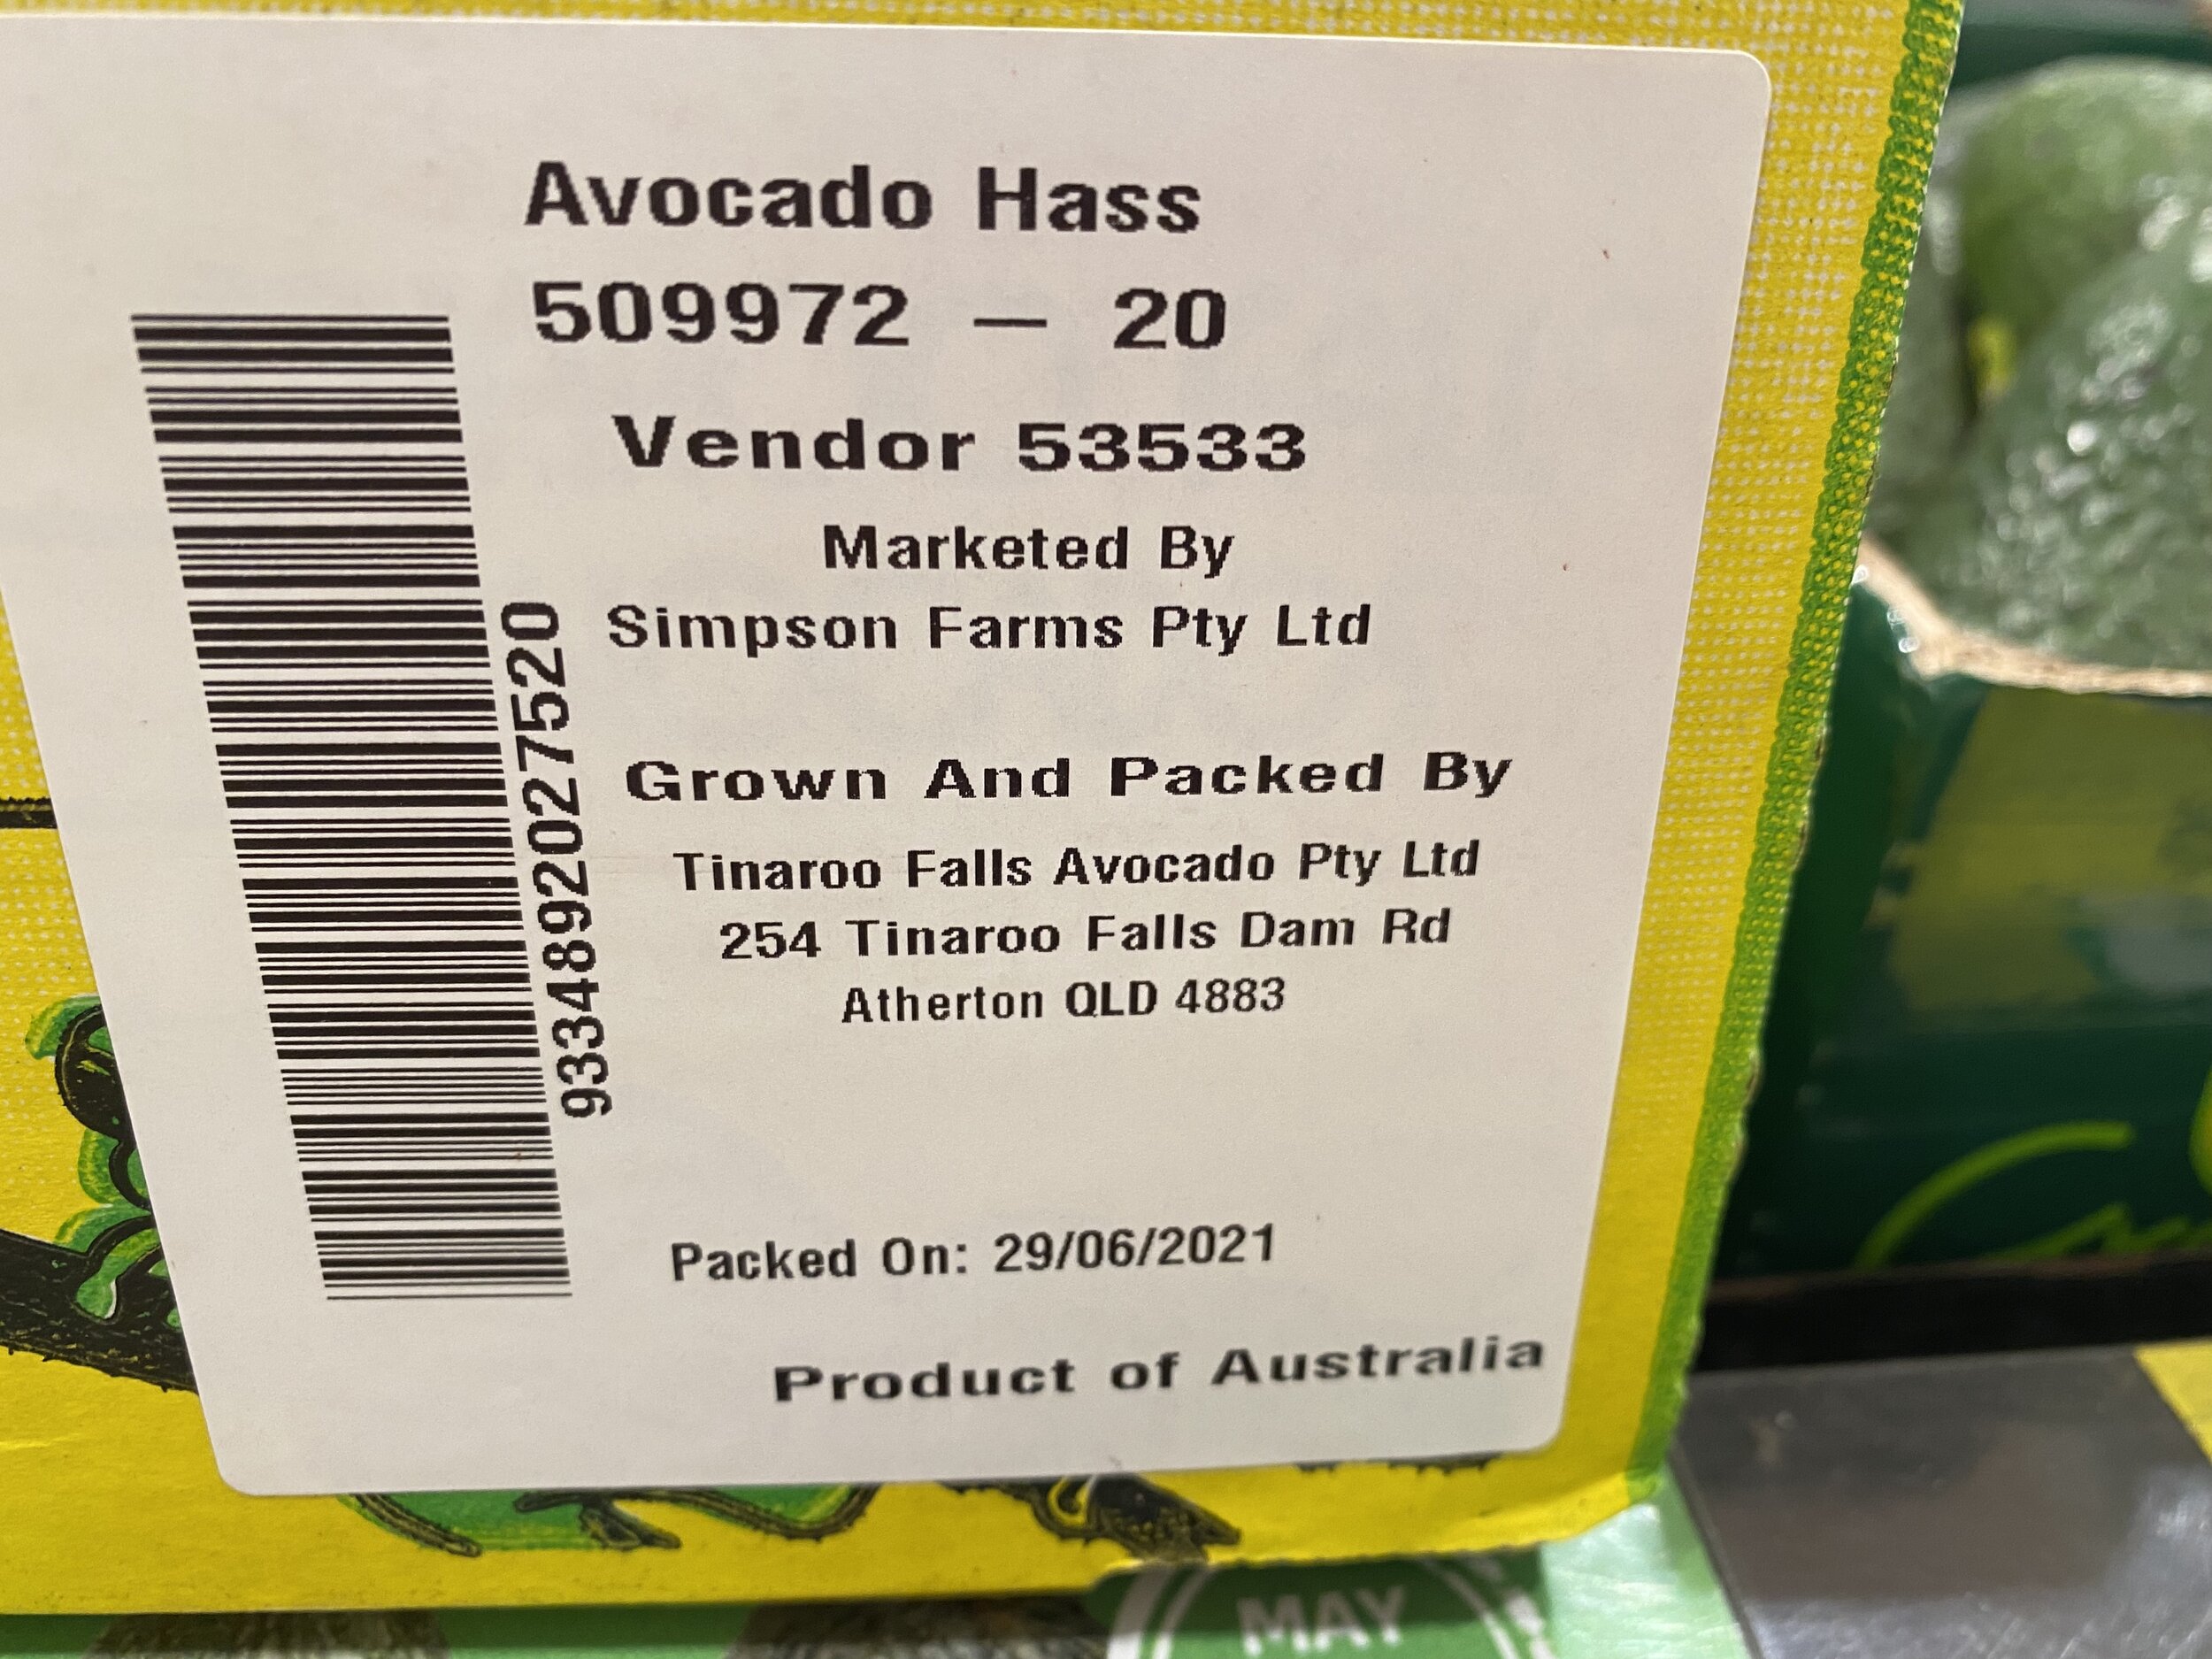 Avocado Hass
509972 — 20
Vendor 53533
Marketed By
Simpson Farms Pty Ltd
9334892027520
Grown And Packed By
Tinaroo Falls Avocado Pty Ltd
254 Tinaroo Falls Dam Rd
Atherton QLD 4883
Packed On: 29/06/2021
Product of Australia
MAY